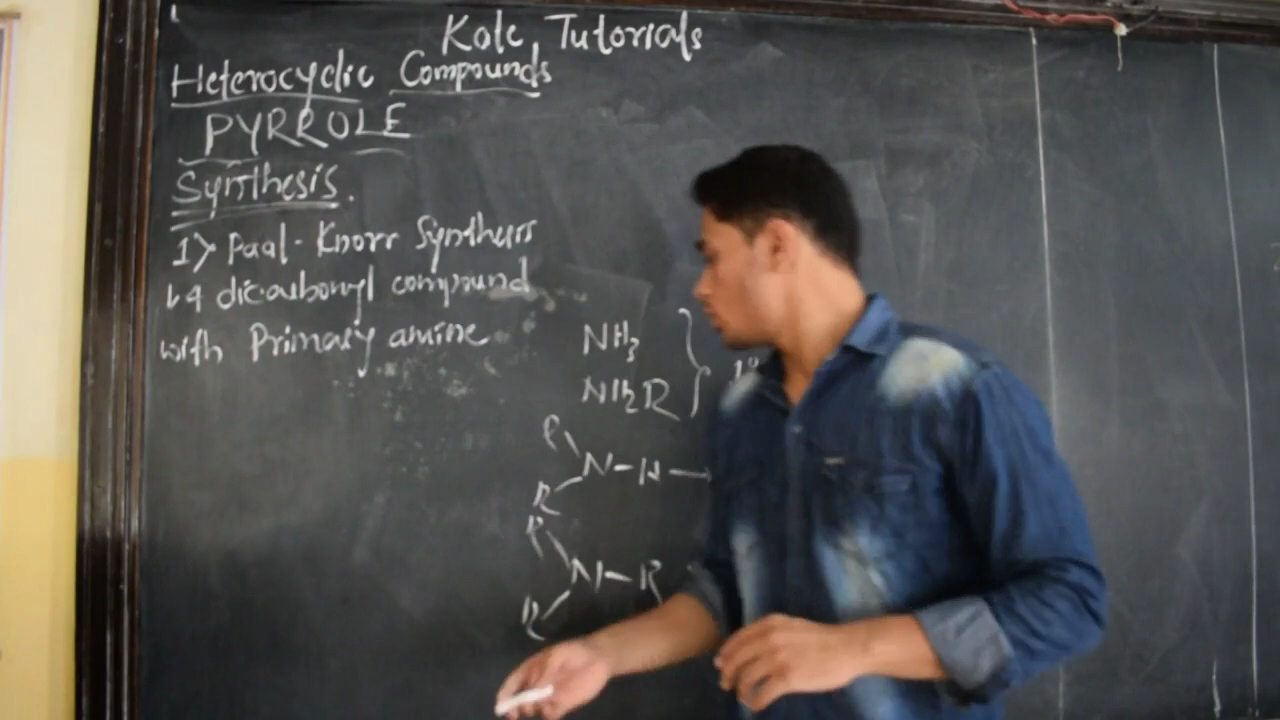 Kole Tutorials
Heterocyclic Compounds
PYRROLE
Synthesis.
1> Paal-Knorr Synthesis
1,4 dicarbonyl compound
with Primary amine
NH3
NH2R } 1°
R
N-H
R
R
N-R
R